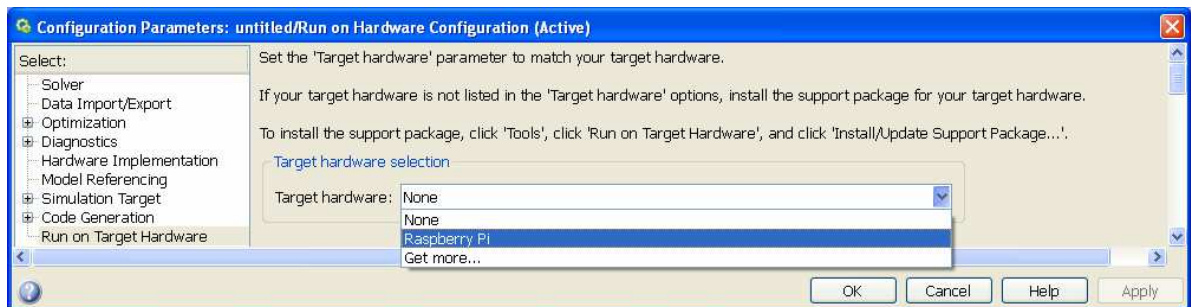 Configuration Parameters: untitled/Run on Hardware Configuration (Active)
Select:
Solver
Data Import/Export
Optimization
Diagnostics
Hardware Implementation
Model Referencing
Simulation Target
Code Generation
Run on Target Hardware
Set the 'Target hardware' parameter to match your target hardware.
If your target hardware is not listed in the 'Target hardware' options, install the support package for your target hardware.
To install the support package, click 'Tools', click 'Run on Target Hardware', and click 'Install/Update Support Package...'.
Target hardware selection
Target hardware: None
None
Raspberry Pi
Get more...
OK Cancel Help Apply